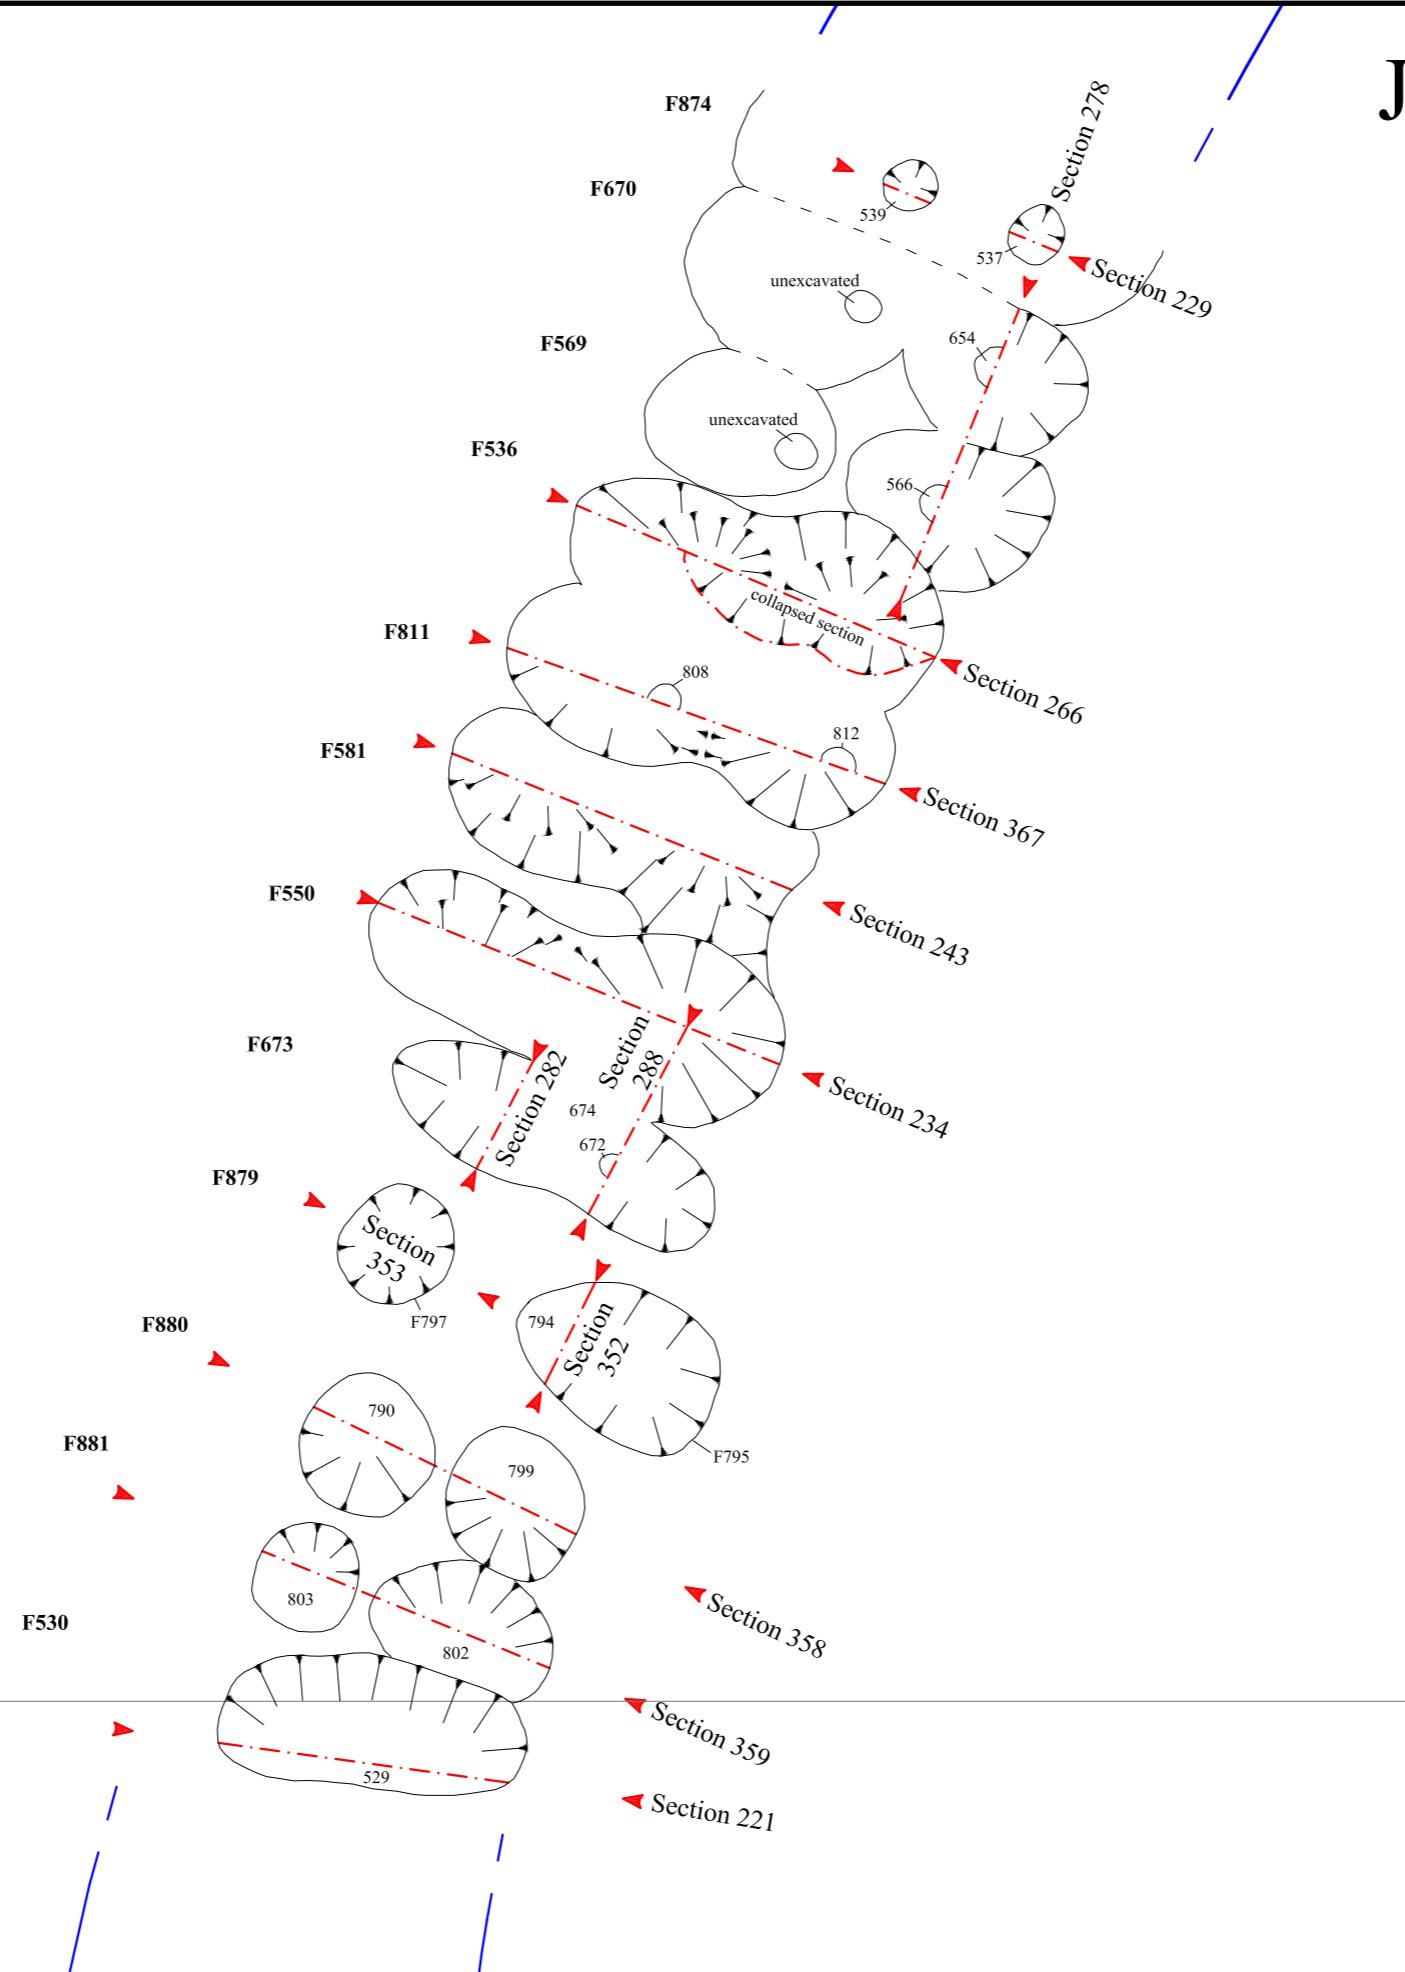 J
F874
Section 278
F670
539
537
Section 229
unexcavated
654
F569
unexcavated
F536
566
collapsed section
F811
Section 266
808
812
F581
Section 367
F550
Section 243
Section
288
F673
Section 282
674
672
Section 234
F879
Section
353
F797
794
Section
352
F880
790
F795
F881
799
803
802
F530
Section 358
Section 359
529
Section 221